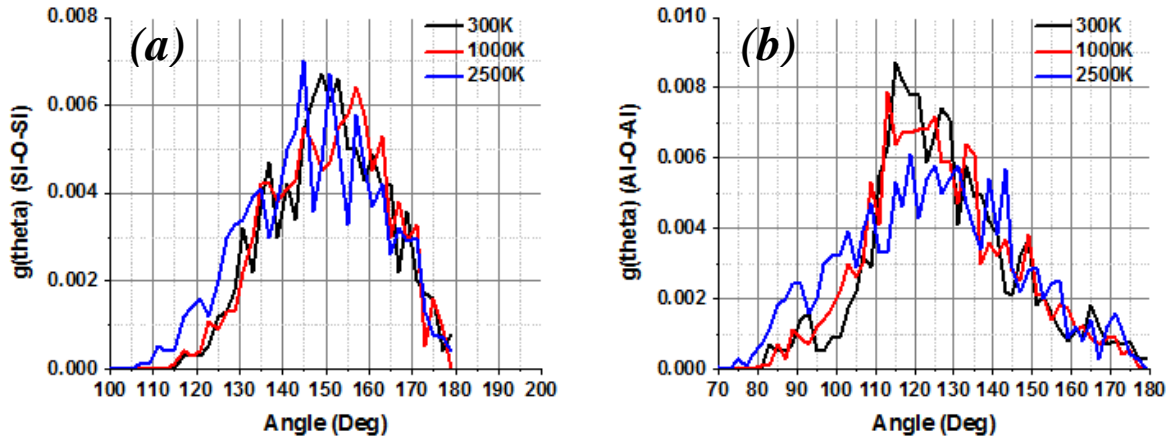 (a)
300K
1000K
2500K
g(theta) (SI-O-SI)
0.008
0.006
0.004
0.002
0.000
100 110 120 130 140 150 160 170 180 190 200
Angle (Deg)
(b)
300K
1000K
2500K
g(theta) (Al-O-Al)
0.010
0.008
0.006
0.004
0.002
0.000
70 80 90 100 110 120 130 140 150 160 170 180
Angle (Deg)